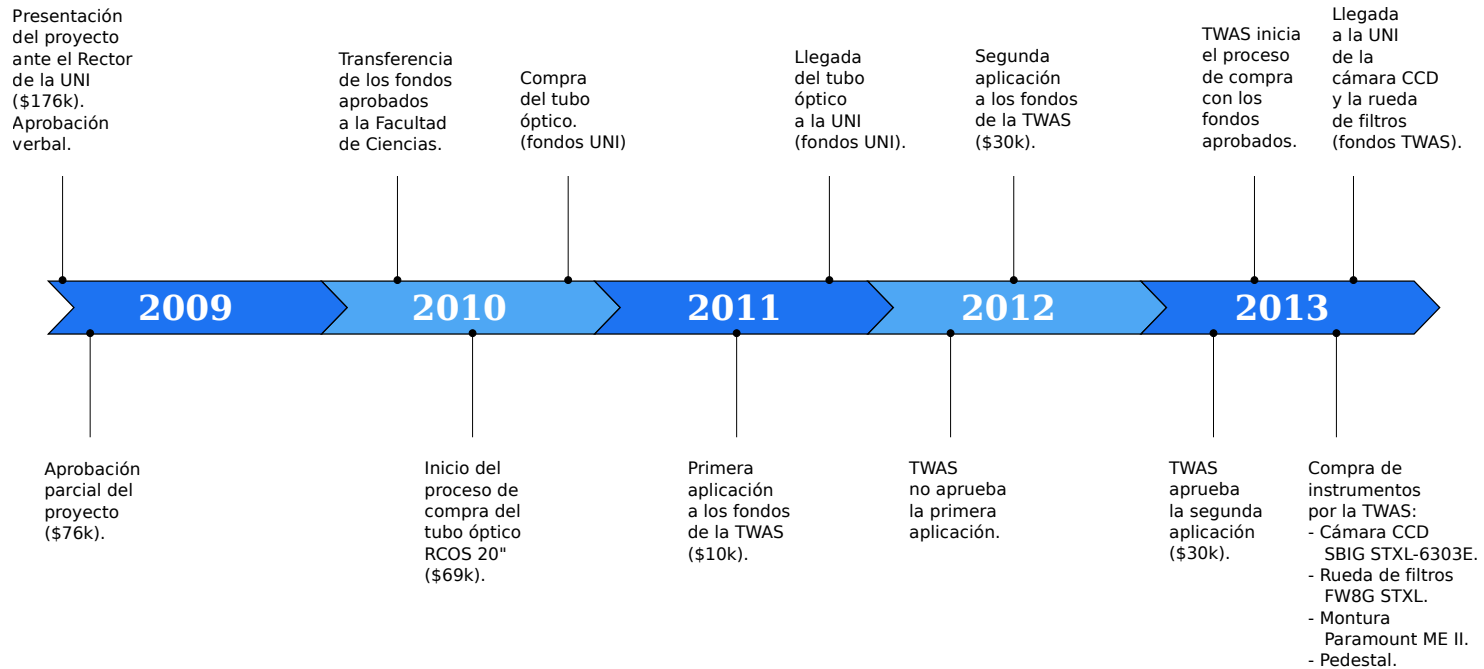 Presentación
del proyecto
ante el Rector
de la UNI
($176k).
Aprobación
verbal.
Transferencia
de los fondos
aprobados
a la Facultad
de Ciencias.
Compra
del tubo
óptico.
(fondos UNI)
Llegada
del tubo
óptico
a la UNI
(fondos UNI).
Segunda
aplicación
a los fondos
de la TWAS
($30k).
TWAS inicia
el proceso
de compra
con los
fondos
aprobados.
Llegada
a la UNI
de la
cámara CCD
y la rueda
de filtros
(fondos TWAS).
2009
2010
2011
2012
2013
Aprobación
parcial del
proyecto
($76k).
Inicio del
proceso de
compra del
tubo óptico
RCOS 20"
($69k).
Primera
aplicación
a los fondos
de la TWAS
($10k).
TWAS
no aprueba
la primera
aplicación.
TWAS
aprueba
la segunda
aplicación
($30k).
Compra de
instrumentos
por la TWAS:
- Cámara CCD
SBIG STXL-6303E.
- Rueda de filtros
FW8G STXL.
- Montura
Paramount ME II.
- Pedestal.